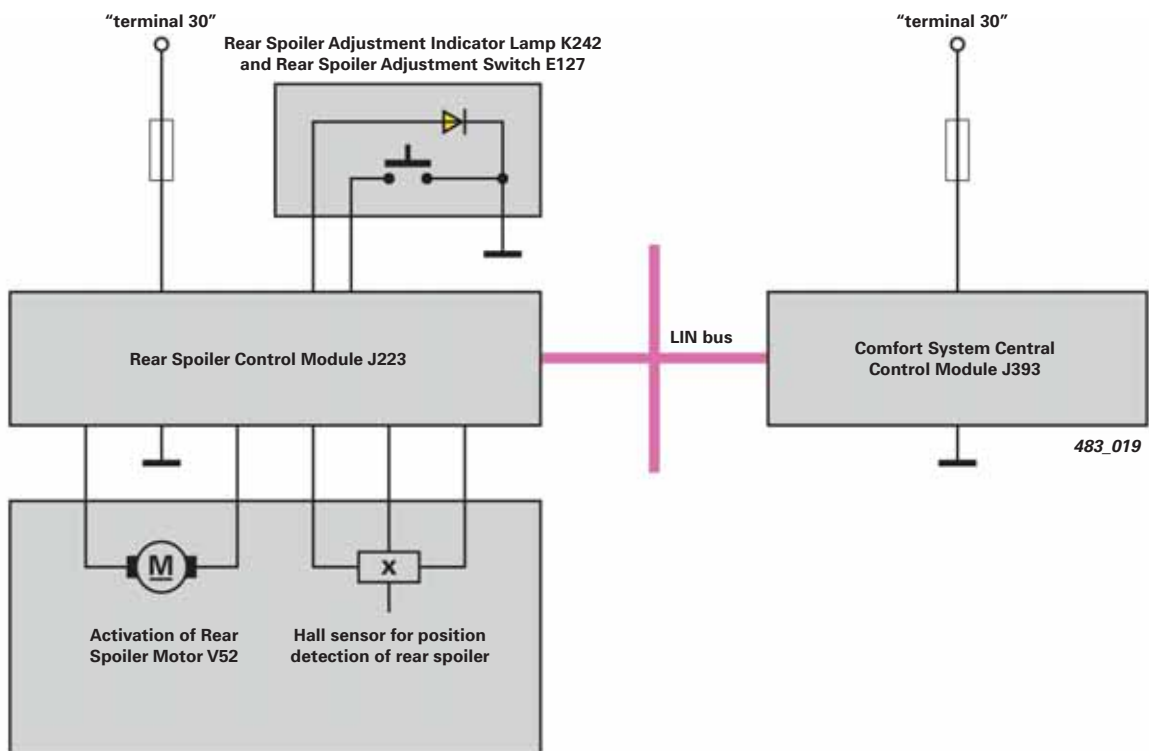 “terminal 30”
Rear Spoiler Adjustment Indicator Lamp K242
and Rear Spoiler Adjustment Switch E127
“terminal 30”
Rear Spoiler Control Module J223
LIN bus
Comfort System Central
Control Module J393
483_019
M
X
Activation of Rear
Spoiler Motor V52
Hall sensor for position
detection of rear spoiler